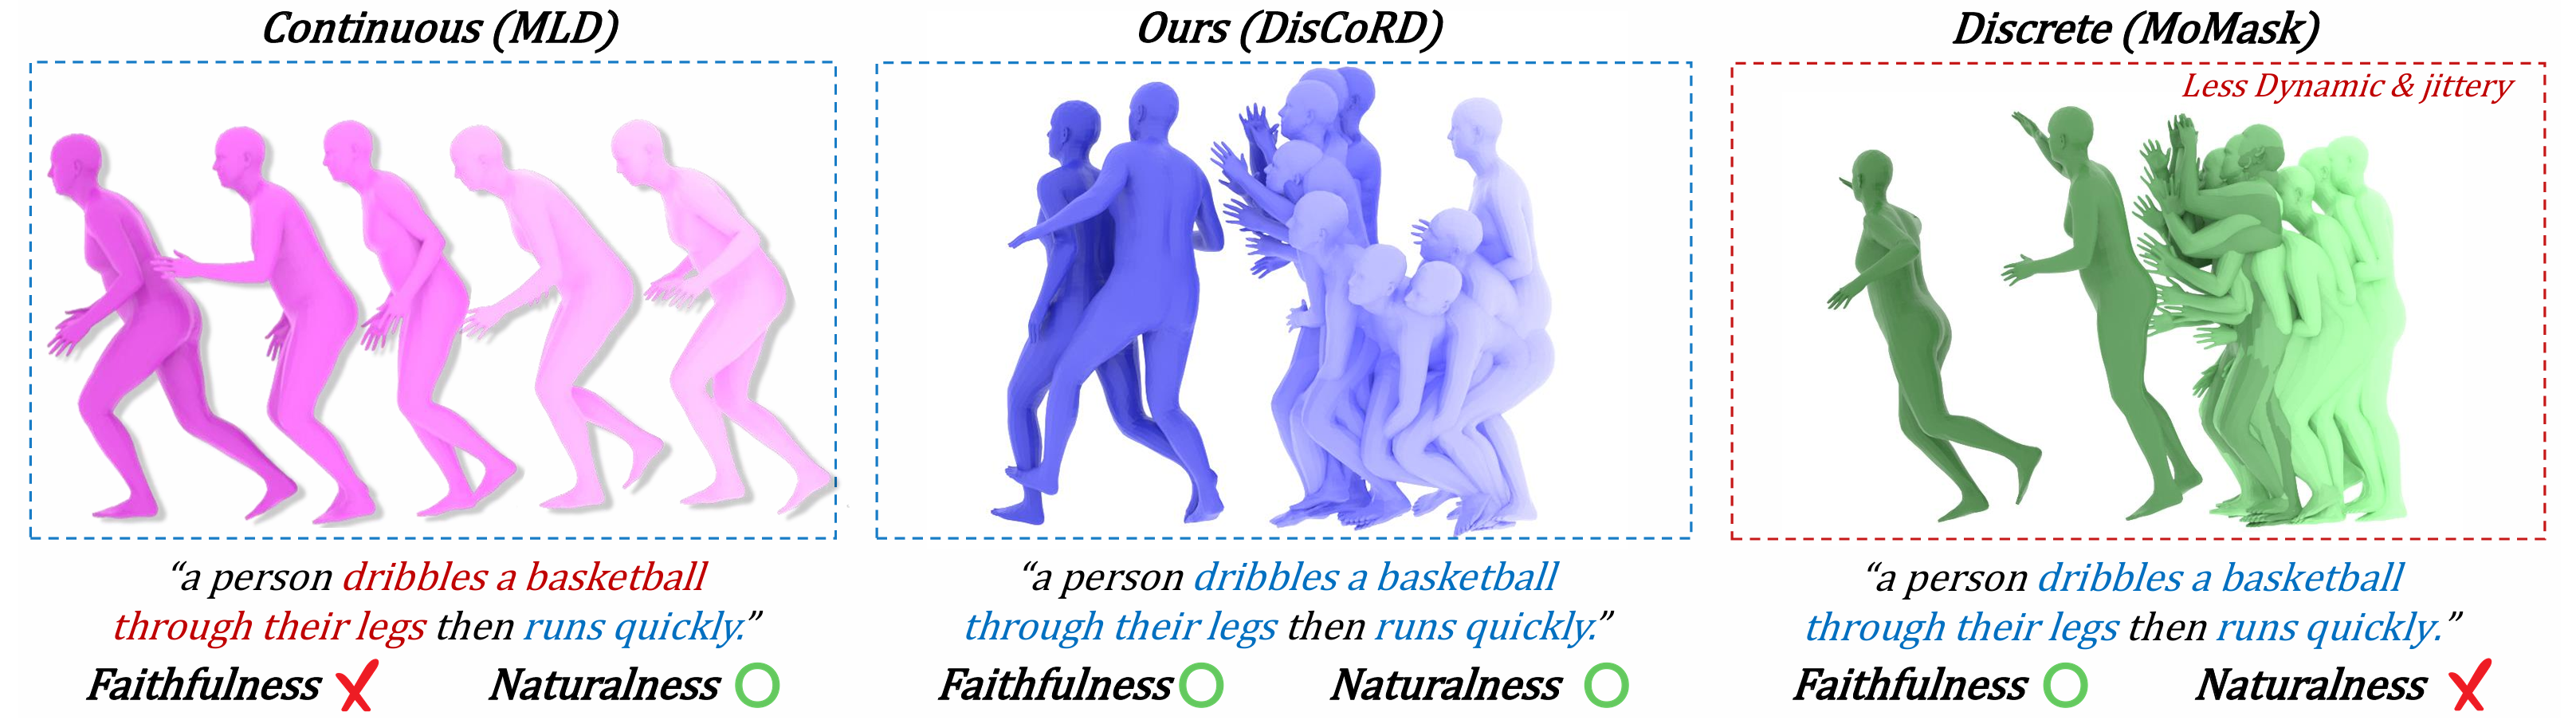 Continuous (MLD)
Ours (DisCoRD)
Discrete (MoMask)
Less Dynamic & jittery
“a person dribbles a basketball
through their legs then runs quickly.”
Faithfulness ✗ Naturalness ○
“a person dribbles a basketball
through their legs then runs quickly.”
Faithfulness ○ Naturalness ○
“a person dribbles a basketball
through their legs then runs quickly.”
Faithfulness ○ Naturalness ✗